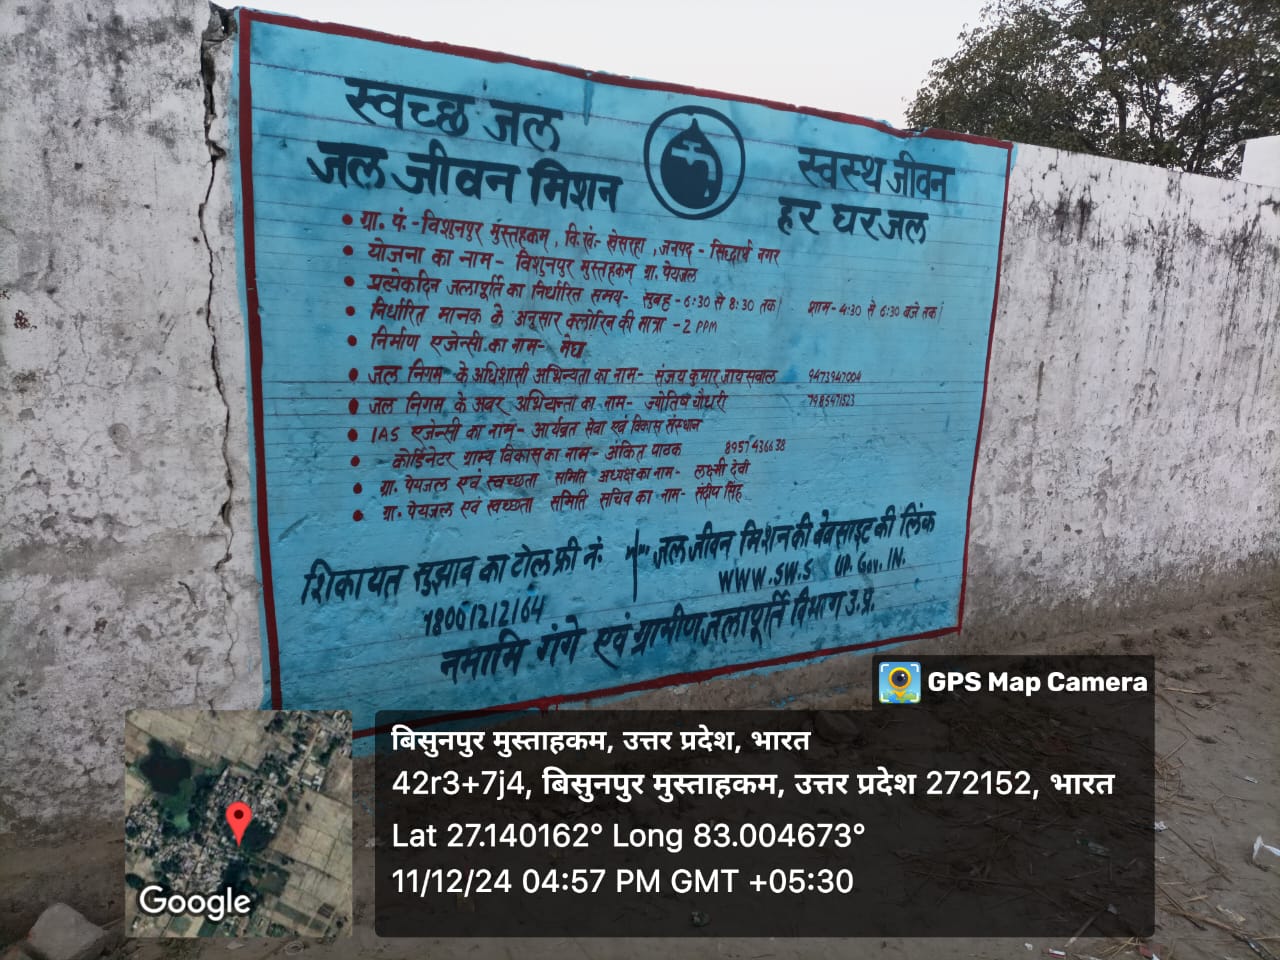 स्वच्छ जल
जल जीवन मिशन
स्वस्थ जीवन
हर घर जल
• ग्रा. पं.-विशुनपुर मुस्तहकम, वि.खं.- खेसरहा, जनपद - सिद्धार्थ नगर
• योजना का नाम- विशुनपुर मुस्तहकम ग्रा. पेयजल
• प्रत्येकदिन जलापूर्ति का निर्धारित समय- सुबह - 6:30 से 8:30 तक। शाम- 4:30 से 6:30 बजे तक।
• निर्धारित मानक के अनुसार क्लोरिन की मात्रा -2 PPM
• निर्माण एजेन्सी का नाम- मेघा
• जल निगम के अधिशासी अभिन्यता का नाम- संजय कुमार जायसवाल 9473947004
• जल निगम के अवर अभियन्ता का नाम- ज्योतिष चौधरी 7985471523
• IAS एजेन्सी का नाम- आर्यव्रत सेवा एवं विकास संस्थान
• कोर्डिनेटर ग्राम्य विकास का नाम- अंकित पाठक 8957436638
• ग्रा. पेयजल एवं स्वच्छता समिति अध्यक्ष का नाम- लक्ष्मी देवी
• ग्रा. पेयजल एवं स्वच्छता समिति सचिव का नाम- संदीप सिंह
शिकायत सुझाव का टोल फ्री नं:
18001212164
जल जीवन मिशन की वेवसाइट की लिंक
WWW.SW.S UP.Gov.IN.
नमामि गंगे एवं ग्रामीण जलापूर्ति विभाग उ.प्र.
GPS Map Camera
बिसुनपुर मुस्ताहकम, उत्तर प्रदेश, भारत
42r3+7j4, बिसुनपुर मुस्ताहकम, उत्तर प्रदेश 272152, भारत
Lat 27.140162° Long 83.004673°
11/12/24 04:57 PM GMT +05:30
Google